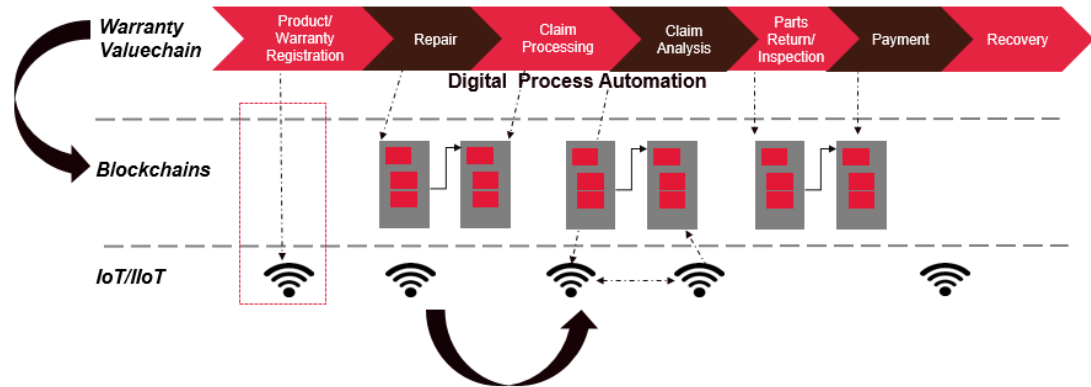 Warranty
Valuechain
Product/
Warranty
Registration
Repair
Claim
Processing
Claim
Analysis
Parts
Return/
Inspection
Payment
Recovery
Digital Process Automation
Blockchains
IoT/IIoT